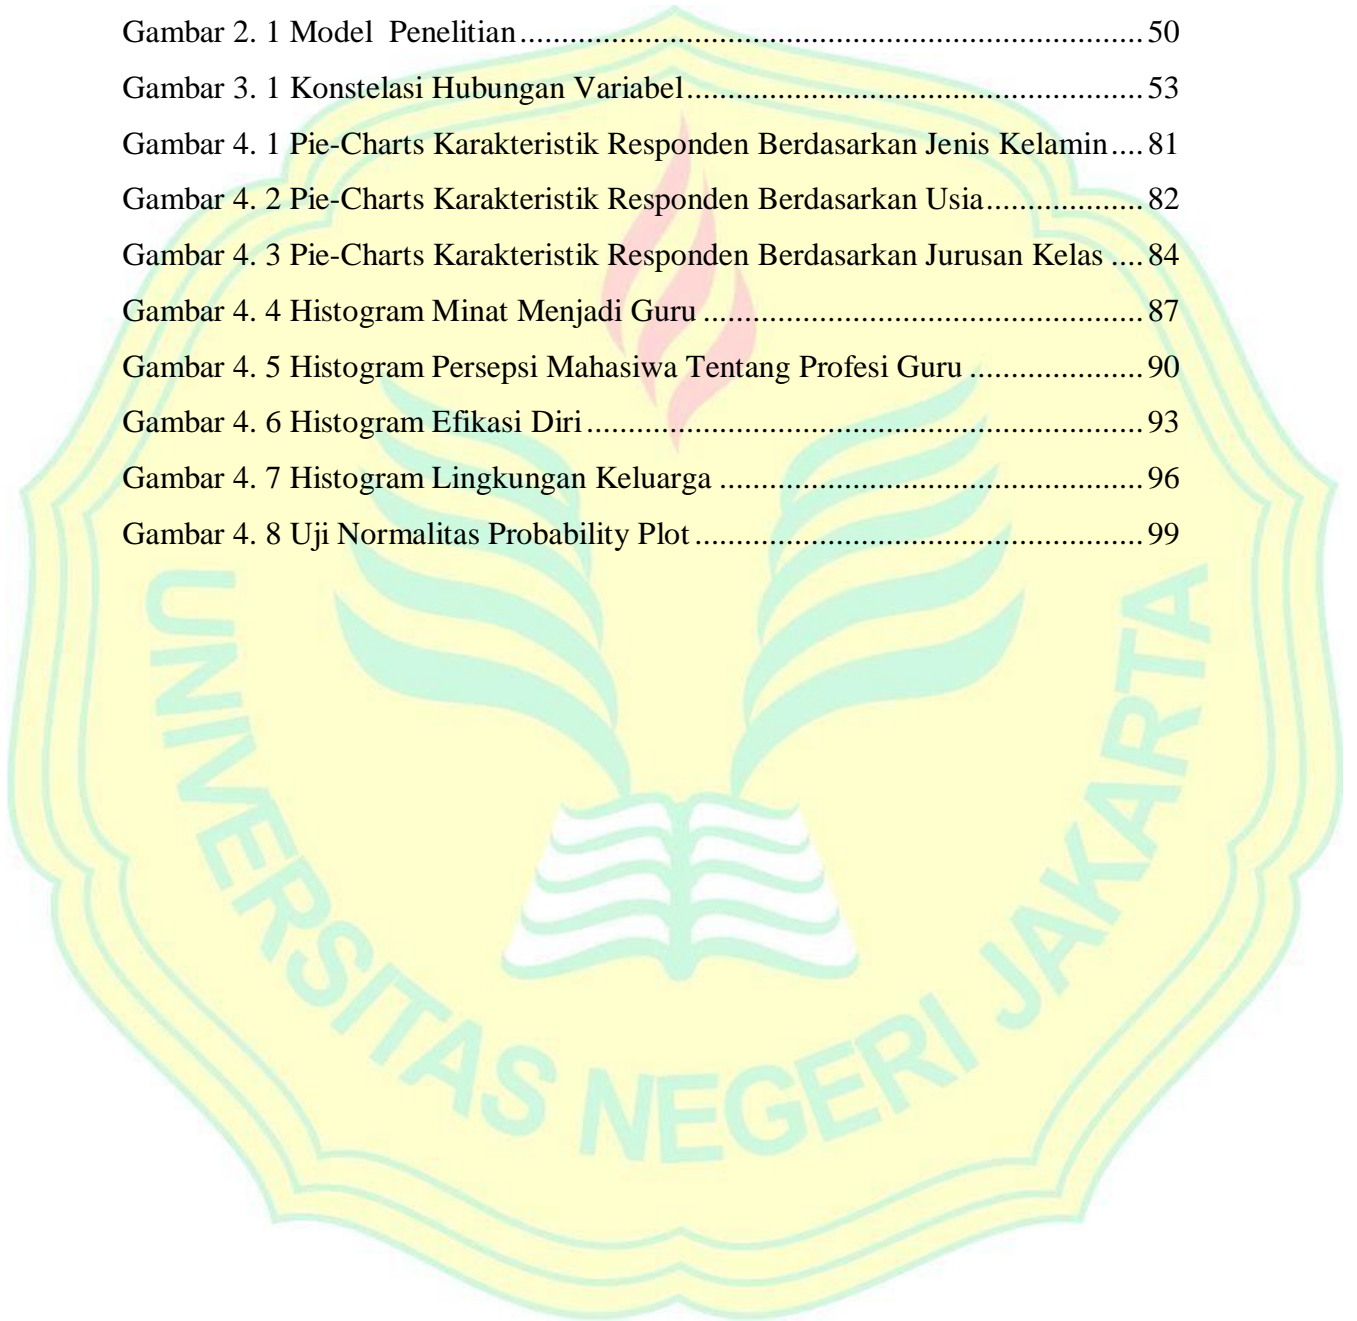 Gambar 2. 1 Model  Penelitian........................................................................... 50
Gambar 3. 1 Konstelasi Hubungan Variabel....................................................... 53
Gambar 4. 1 Pie-Charts Karakteristik Responden Berdasarkan Jenis Kelamin.... 81
Gambar 4. 2 Pie-Charts Karakteristik Responden Berdasarkan Usia................... 82
Gambar 4. 3 Pie-Charts Karakteristik Responden Berdasarkan Jurusan Kelas .... 84
Gambar 4. 4 Histogram Minat Menjadi Guru ..................................................... 87
Gambar 4. 5 Histogram Persepsi Mahasiwa Tentang Profesi Guru ..................... 90
Gambar 4. 6 Histogram Efikasi Diri ................................................................... 93
Gambar 4. 7 Histogram Lingkungan Keluarga ................................................... 96
Gambar 4. 8 Uji Normalitas Probability Plot ...................................................... 99
UNIVERSITAS NEGERI JAKARTA